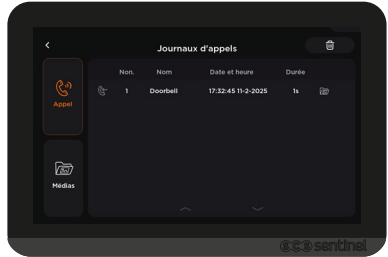 Journaux d'appels
Non. Nom Date et heure Durée
1 Doorbell 17:32:45 11-2-2025 1s
Appel
Médias
eco sentinel